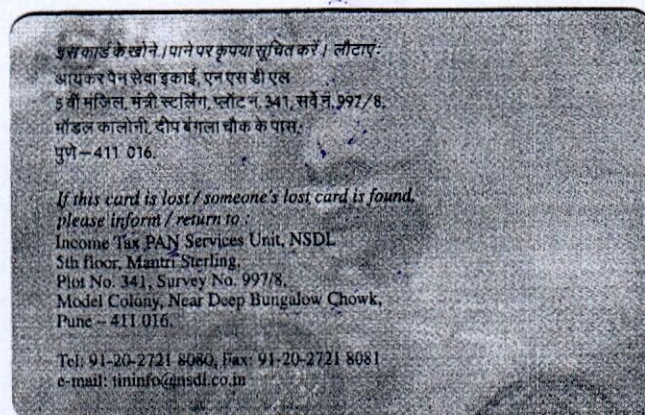 इस कार्ड के खोने / पाने पर कृपया सूचित करें / लौटाएं :
आयकर पैन सेवा इकाई, एन एस डी एल
5 वीं मंजिल, मंत्री स्टर्लिंग, प्लॉट नं. 341, सर्वे नं. 997/8,
मॉडल कालोनी, दीप बंगला चौक के पास,
पुणे – 411 016.
If this card is lost / someone's lost card is found,
please inform / return to :
Income Tax PAN Services Unit, NSDL
5th floor, Mantri Sterling,
Plot No. 341, Survey No. 997/8,
Model Colony, Near Deep Bungalow Chowk,
Pune – 411 016.
Tel: 91-20-2721 8080, Fax: 91-20-2721 8081
e-mail: tininfo@nsdl.co.in